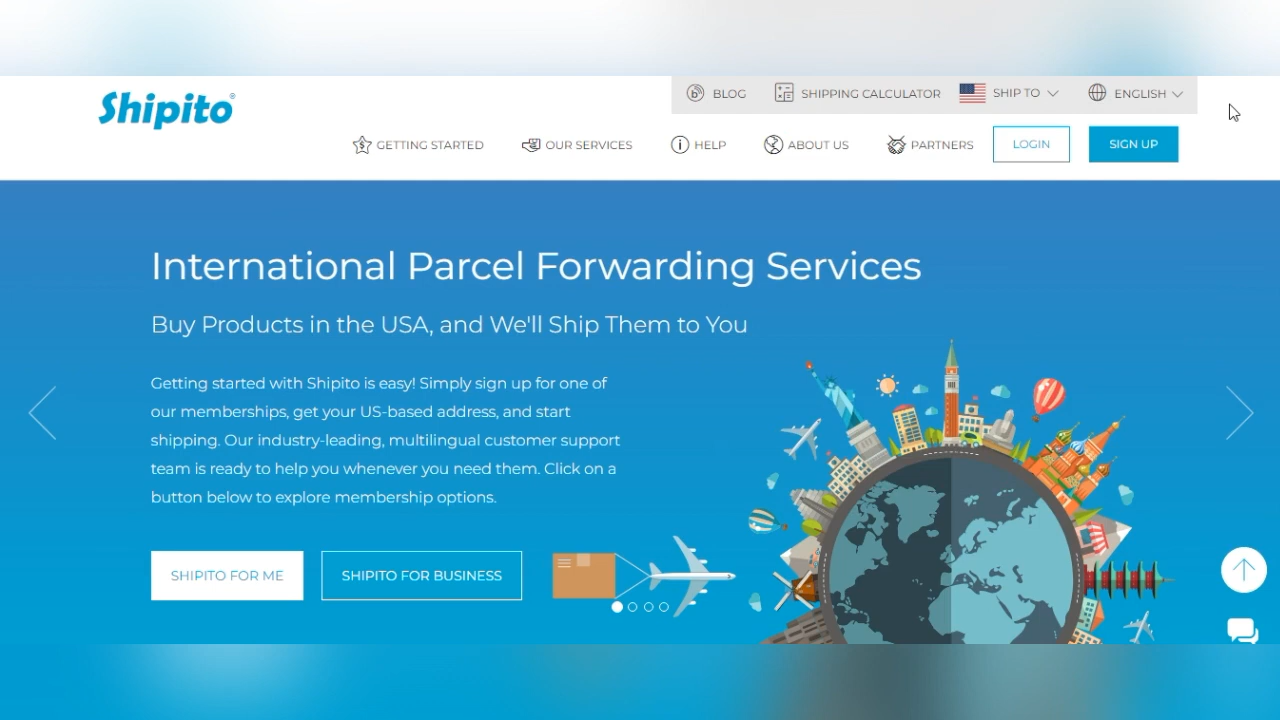 Shipito®
BLOG
SHIPPING CALCULATOR
SHIP TO
ENGLISH
GETTING STARTED
OUR SERVICES
HELP
ABOUT US
PARTNERS
LOGIN
SIGN UP
International Parcel Forwarding Services
Buy Products in the USA, and We'll Ship Them to You
Getting started with Shipito is easy! Simply sign up for one of
our memberships, get your US-based address, and start
shipping. Our industry-leading, multilingual customer support
team is ready to help you whenever you need them. Click on a
button below to explore membership options.
SHIPITO FOR ME
SHIPITO FOR BUSINESS